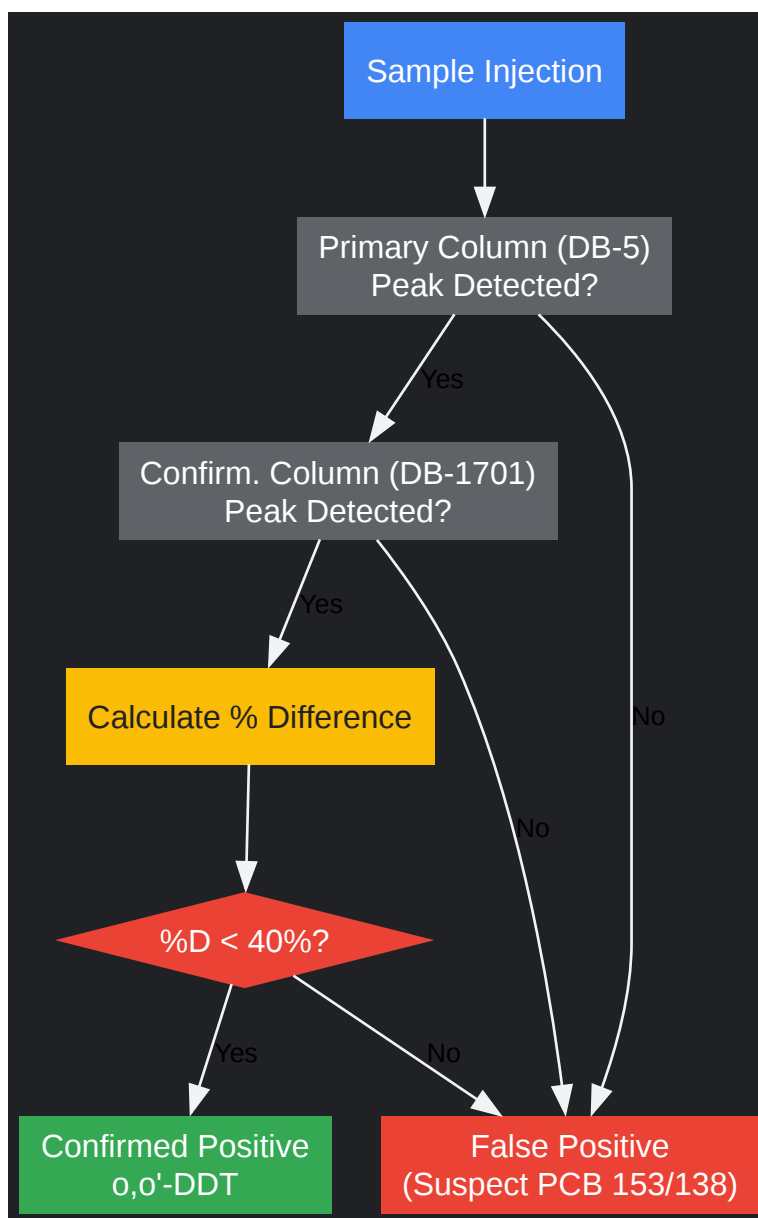 Sample Injection
Primary Column (DB-5)
Peak Detected?
Yes
Confirm. Column (DB-1701)
Peak Detected?
Yes
Calculate % Difference
No
No
%D < 40%?
Yes
No
Confirmed Positive
o,o'-DDT
False Positive
(Suspect PCB 153/138)